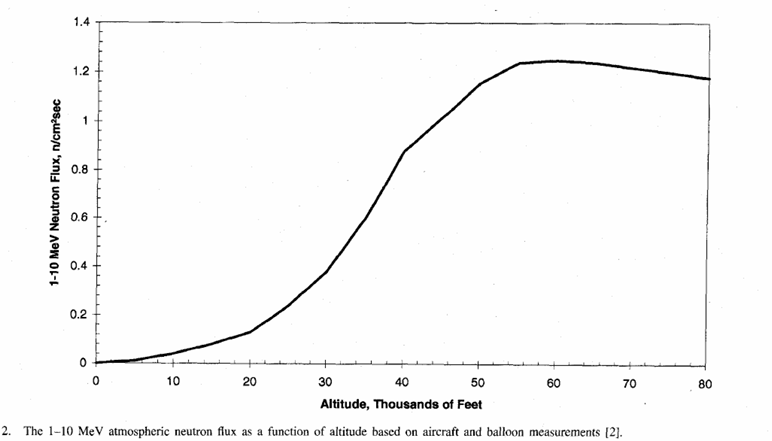 1.4
1.2
1
0.8
0.6
0.4
0.2
0
1-10 MeV Neutron Flux, n/cm²sec
0 10 20 30 40 50 60 70 80
Altitude, Thousands of Feet
2. The 1–10 MeV atmospheric neutron flux as a function of altitude based on aircraft and balloon measurements [2].